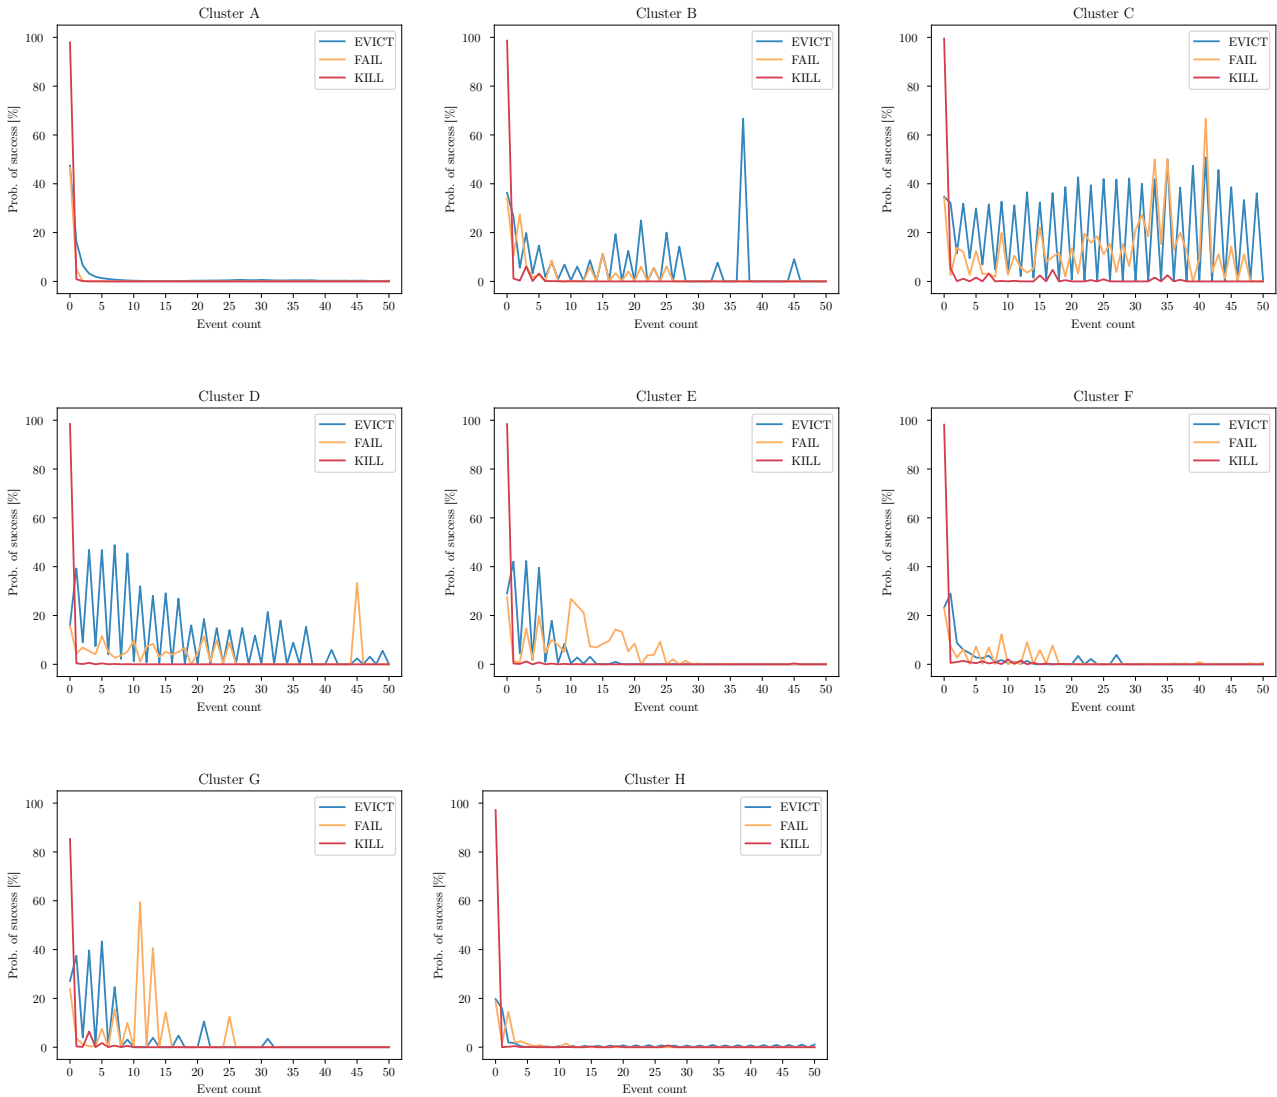 Cluster A
Prob. of success [%]
100
80
60
40
20
0
EVICT
FAIL
KILL
0 5 10 15 20 25 30 35 40 45 50
Event count
Cluster B
Prob. of success [%]
100
80
60
40
20
0
EVICT
FAIL
KILL
0 5 10 15 20 25 30 35 40 45 50
Event count
Cluster C
Prob. of success [%]
100
80
60
40
20
0
EVICT
FAIL
KILL
0 5 10 15 20 25 30 35 40 45 50
Event count
Cluster D
Prob. of success [%]
100
80
60
40
20
0
EVICT
FAIL
KILL
0 5 10 15 20 25 30 35 40 45 50
Event count
Cluster E
Prob. of success [%]
100
80
60
40
20
0
EVICT
FAIL
KILL
0 5 10 15 20 25 30 35 40 45 50
Event count
Cluster F
Prob. of success [%]
100
80
60
40
20
0
EVICT
FAIL
KILL
0 5 10 15 20 25 30 35 40 45 50
Event count
Cluster G
Prob. of success [%]
100
80
60
40
20
0
EVICT
FAIL
KILL
0 5 10 15 20 25 30 35 40 45 50
Event count
Cluster H
Prob. of success [%]
100
80
60
40
20
0
EVICT
FAIL
KILL
0 5 10 15 20 25 30 35 40 45 50
Event count